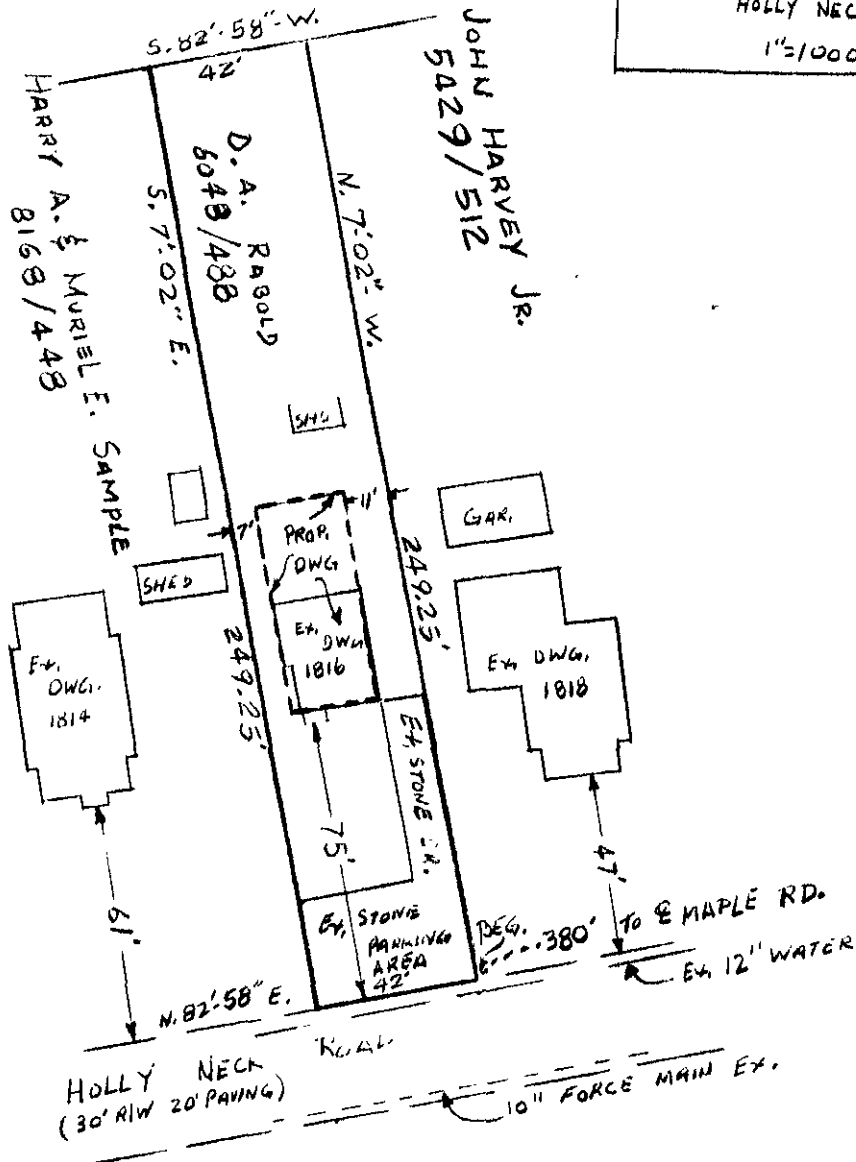 HOLLY NEC
1"=1000
S. 82'-58"-W.
42'
JOHN HARVEY JR.
5429/512
HARRY A. & MURIEL E. SAMPLE
8168/448
D. A. RABOLD
6048/488
S. 7'-02" E.
N. 7'-02"-W.
7'
11'
PROP.
DWG
GAR.
SHED
249.25'
249.25'
EX. DWG.
1816
EX. DWG.
1814
EX. DWG.
1818
EX. STONE
75'
61'
47'
EX. STONE
PARKING
AREA
42'
BEG.
380'
TO ℄ MAPLE RD.
EX. 12" WATER
N. 82'-58" E.
HOLLY NECK
(30' R/W 20' PAVING)
10" FORCE MAIN EX.